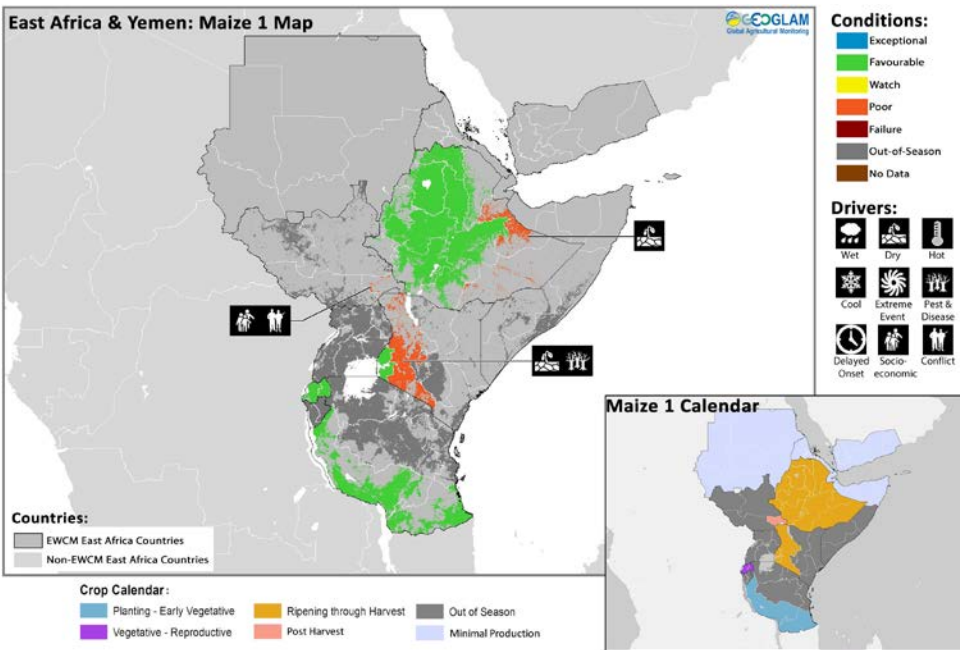 East Africa & Yemen: Maize 1 Map
GEOGLAM
Global Agricultural Monitoring
Conditions:
Exceptional
Favourable
Watch
Poor
Failure
Out-of-Season
No Data
Drivers:
Wet
Dry
Hot
Cool
Extreme
Event
Pest &
Disease
Delayed
Onset
Socio-
economic
Conflict
Maize 1 Calendar
Countries:
EWCM East Africa Countries
Non-EWCM East Africa Countries
Crop Calendar:
Planting - Early Vegetative
Ripening through Harvest
Out of Season
Vegetative - Reproductive
Post Harvest
Minimal Production